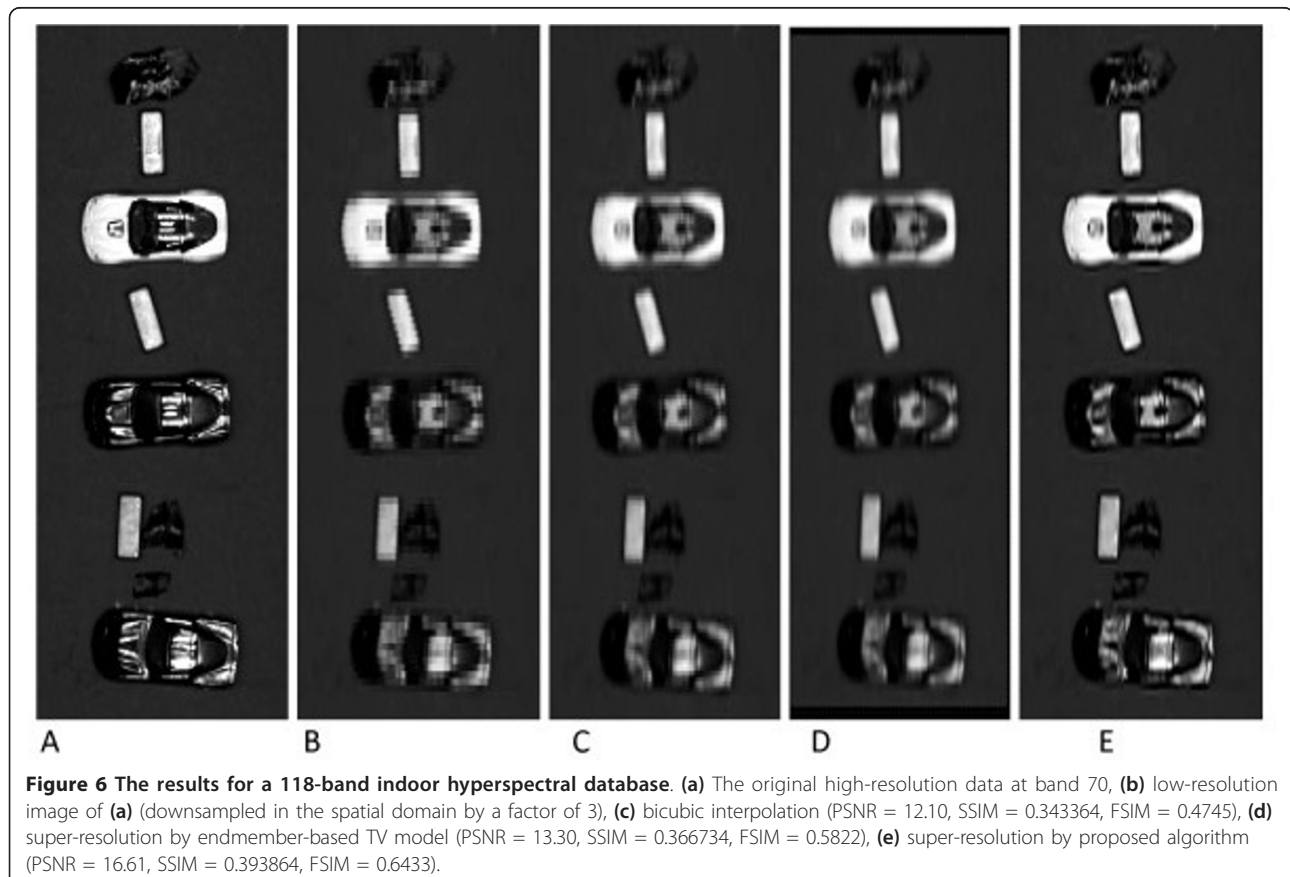 A
B
C
D
E
Figure 6 The results for a 118-band indoor hyperspectral database. (a) The original high-resolution data at band 70, (b) low-resolution
image of (a) (downsampled in the spatial domain by a factor of 3), (c) bicubic interpolation (PSNR = 12.10, SSIM = 0.343364, FSIM = 0.4745), (d)
super-resolution by endmember-based TV model (PSNR = 13.30, SSIM = 0.366734, FSIM = 0.5822), (e) super-resolution by proposed algorithm
(PSNR = 16.61, SSIM = 0.393864, FSIM = 0.6433).